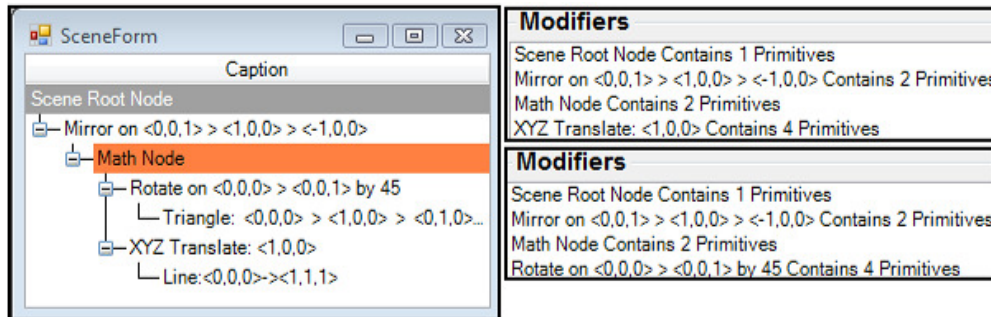 SceneForm
Caption
Scene Root Node
Mirror on <0,0,1> > <1,0,0> > <-1,0,0>
Math Node
Rotate on <0,0,0> > <0,0,1> by 45
Triangle: <0,0,0> > <1,0,0> > <0,1,0>...
XYZ Translate: <1,0,0>
Line:<0,0,0>-><1,1,1>
Modifiers
Scene Root Node Contains 1 Primitives
Mirror on <0,0,1> > <1,0,0> > <-1,0,0> Contains 2 Primitives
Math Node Contains 2 Primitives
XYZ Translate: <1,0,0> Contains 4 Primitives
Modifiers
Scene Root Node Contains 1 Primitives
Mirror on <0,0,1> > <1,0,0> > <-1,0,0> Contains 2 Primitives
Math Node Contains 2 Primitives
Rotate on <0,0,0> > <0,0,1> by 45 Contains 4 Primitives